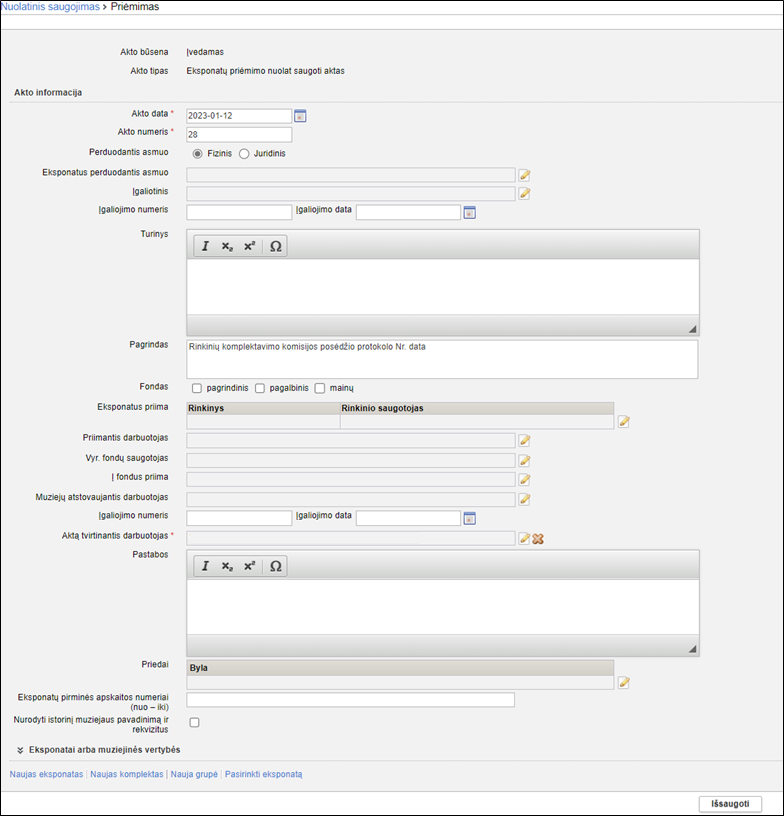 Nuolatinis saugojimas > Priėmimas
Akto būsena Įvedamas
Akto tipas Eksponatų priėmimo nuolat saugoti aktas
Akto informacija
Akto data * 2023-01-12
Akto numeris * 28
Perduodantis asmuo Fizinis Juridinis
Eksponatus perduodantis asmuo
Įgaliotinis
Įgaliojimo numeris Įgaliojimo data
Turinys
I x₂ x² Ω
Pagrindas Rinkinių komplektavimo komisijos posėdžio protokolo Nr. data
Fondas pagrindinis pagalbinis mainų
Eksponatus priima Rinkinys Rinkinio saugotojas
Priimantis darbuotojas
Vyr. fondų saugotojas
Į fondus priima
Muziejų atstovaujantis darbuotojas
Įgaliojimo numeris Įgaliojimo data
Aktą tvirtinantis darbuotojas *
Pastabos
I x₂ x² Ω
Priedai Byla
Eksponatų pirminės apskaitos numeriai
(nuo – iki)
Nurodyti istorinį muziejaus pavadinimą ir
rekvizitus
Eksponatai arba muziejinės vertybės
Naujas eksponatas | Naujas komplektas | Nauja grupė | Pasirinkti eksponatą
Išsaugoti